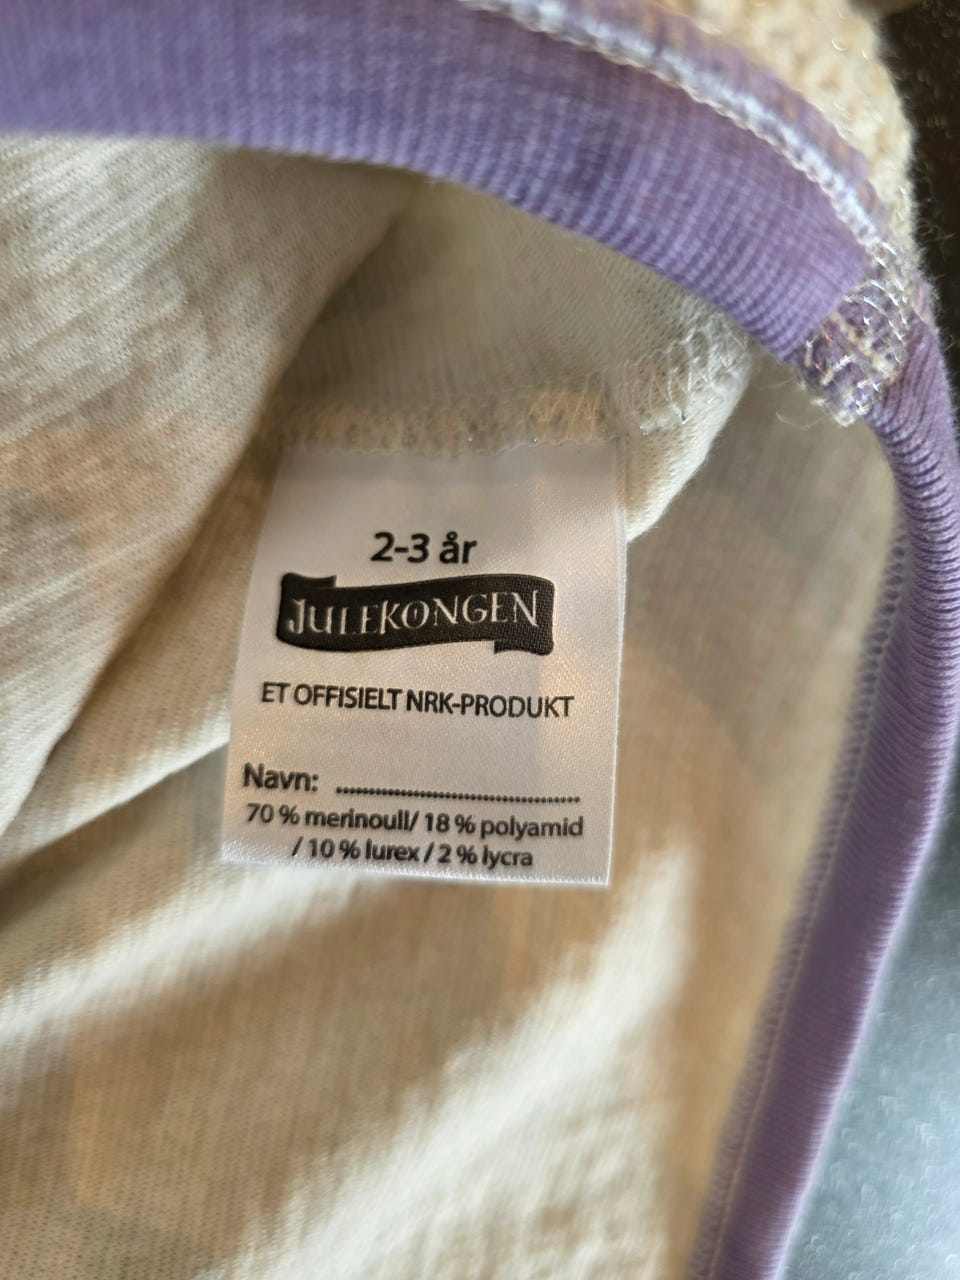 2-3 år
JULEKONGEN
ET OFFISIELT NRK-PRODUKT
Navn: ........................................
70 % merinoull/ 18 % polyamid
/ 10 % lurex / 2 % lycra